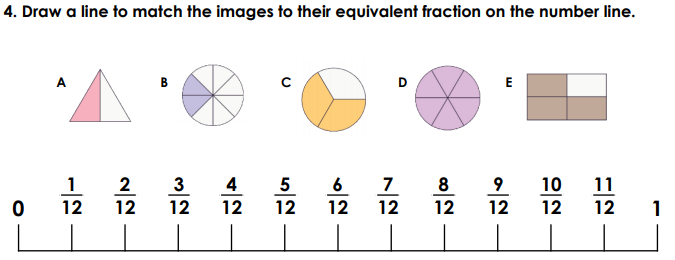 4. Draw a line to match the images to their equivalent fraction on the number line.
A B C D E
1 2 3 4 5 6 7 8 9 10 11
0 12 12 12 12 12 12 12 12 12 12 12 1